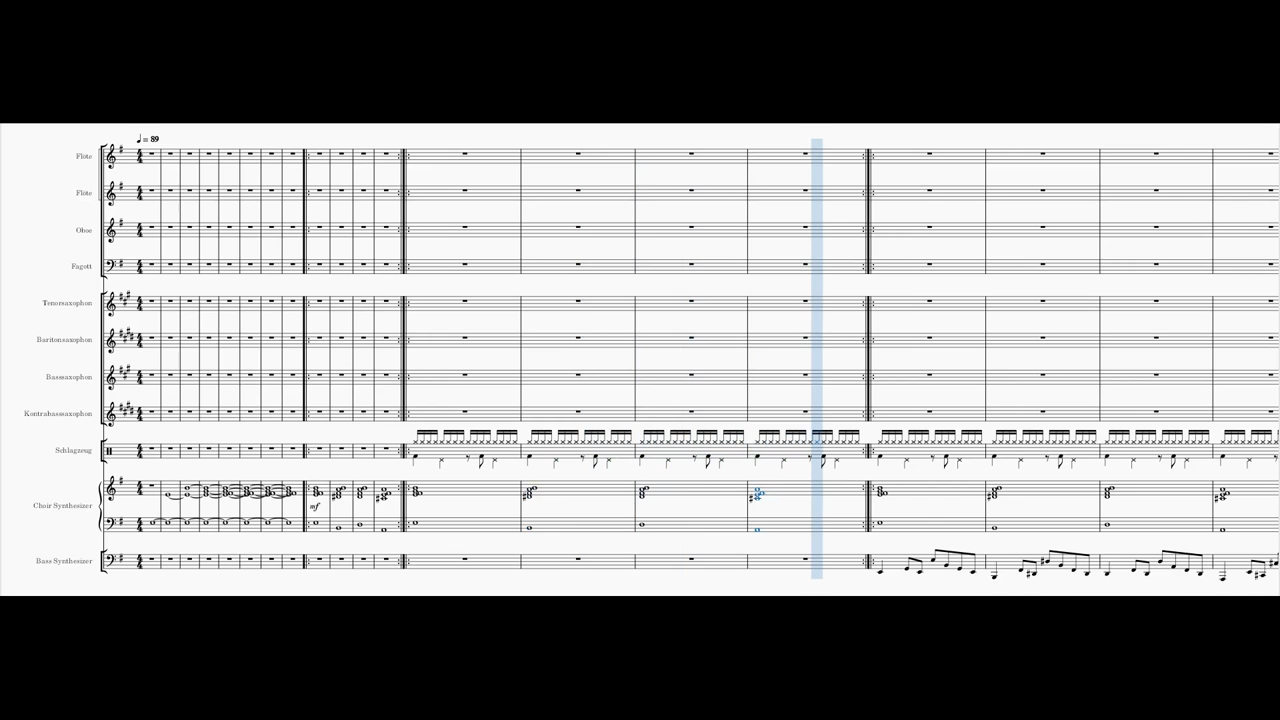 ♩ = 89
Flöte
Flöte
Oboe
Fagott
Tenorsaxophon
Baritonsaxophon
Basssaxophon
Kontrabasssaxophon
Schlagzeug
Choir Synthesizer
mf
Bass Synthesizer